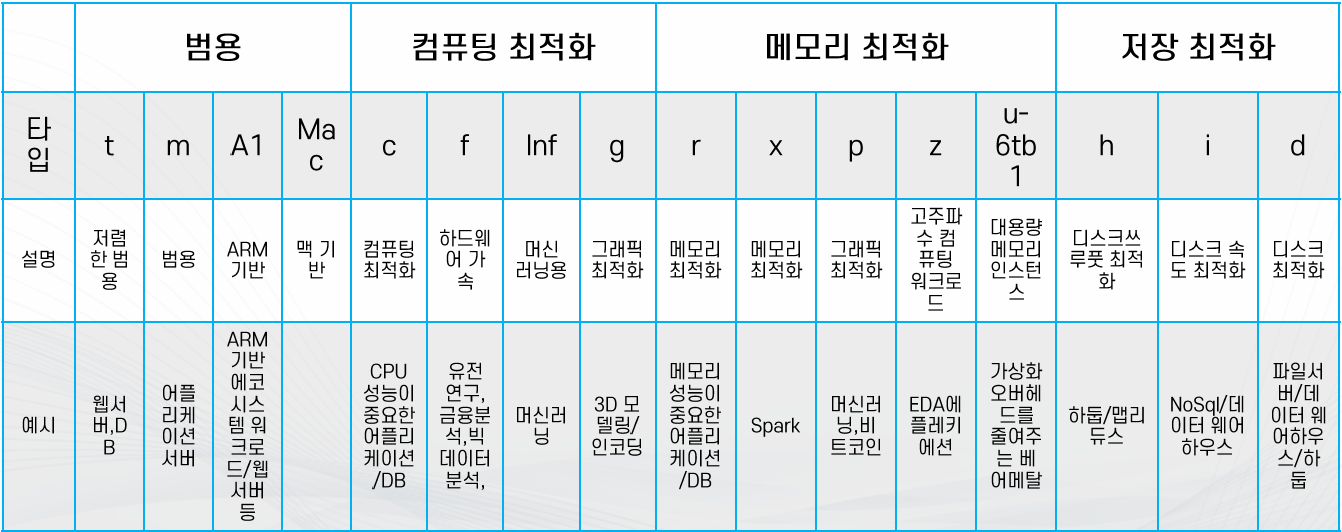 범용
컴퓨팅 최적화
메모리 최적화
저장 최적화
타
입
t
m
A1
Ma
c
c
f
Inf
g
r
x
p
z
u-
6tb
1
h
i
d
설명
저렴
한 범
용
범용
ARM
기반
맥 기
반
컴퓨팅
최적화
하드웨
어 가
속
머신
러닝용
그래픽
최적화
메모리
최적화
메모리
최적화
그래픽
최적화
고주파
수 컴
퓨팅
워크로
드
대용량
메모리
인스턴
스
디스크쓰
루풋 최적
화
디스크 속
도 최적화
디스크
최적화
예시
웹서
버,D
B
어플
리케
이션
서버
ARM
기반
에코
시스
템 워
크로
드/웹
서버
등
CPU
성능이
중요한
어플리
케이션
/DB
유전
연구,
금융분
석,빅
데이터
분석,
머신러
닝
3D 모
델링/
인코딩
메모리
성능이
중요한
어플리
케이션
/DB
Spark
머신러
닝,비
트코인
EDA에
플레키
에션
가상화
오버헤
드를
줄여주
는 베
어메탈
하둡/맵리
듀스
NoSql/데
이터 웨어
하우스
파일서
버/데
이터 웨
어하우
스/하
둡